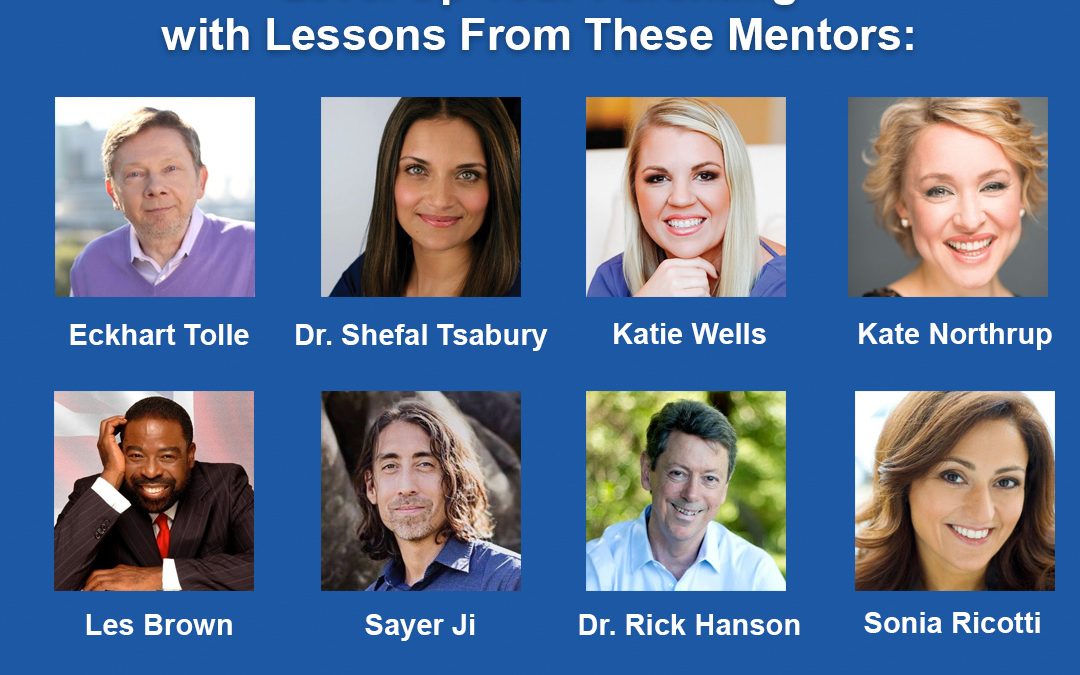 with Lessons From These Mentors:
Eckhart Tolle Dr. Shefal Tsabury Katie Wells Kate Northrup
Les Brown Sayer Ji Dr. Rick Hanson Sonia Ricotti